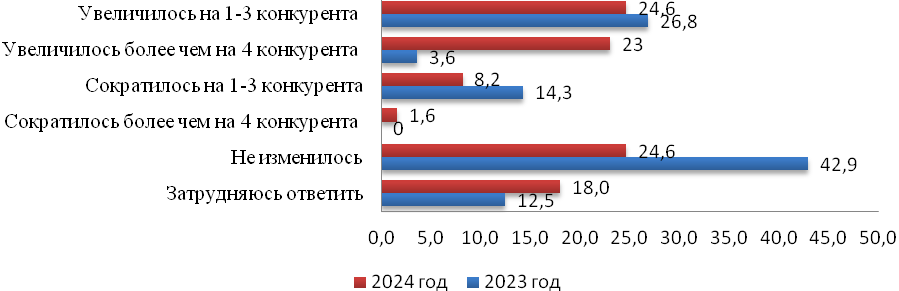 Увеличилось на 1-3 конкурента
24,6
26,8
Увеличилось более чем на 4 конкурента
23
3,6
Сократилось на 1-3 конкурента
8,2
14,3
Сократилось более чем на 4 конкурента
1,6
0
Не изменилось
24,6
42,9
Затрудняюсь ответить
18,0
12,5
0,0 5,0 10,0 15,0 20,0 25,0 30,0 35,0 40,0 45,0 50,0
2024 год 2023 год